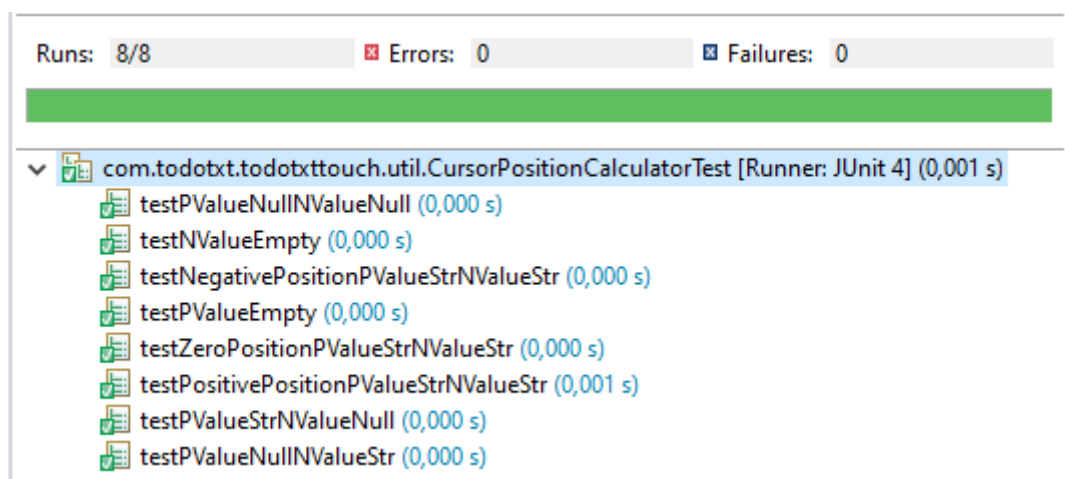 Runs: 8/8 Errors: 0 Failures: 0
com.todotxt.todotxttouch.util.CursorPositionCalculatorTest [Runner: JUnit 4] (0,001 s)
testPValueNullNValueNull (0,000 s)
testNValueEmpty (0,000 s)
testNegativePositionPValueStrNValueStr (0,000 s)
testPValueEmpty (0,000 s)
testZeroPositionPValueStrNValueStr (0,000 s)
testPositivePositionPValueStrNValueStr (0,001 s)
testPValueStrNValueNull (0,000 s)
testPValueNullNValueStr (0,000 s)